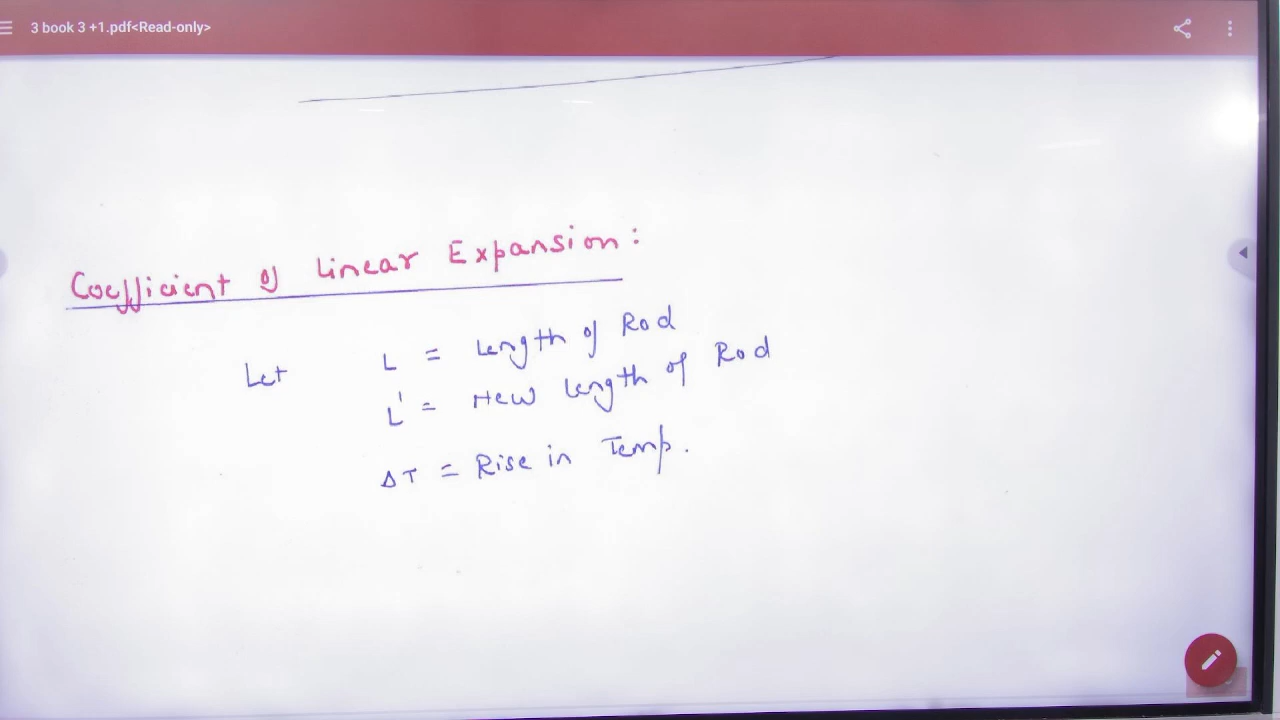 3 book 3 +1.pdf<Read-only>
Coefficient of Linear Expansion:
Let L = Length of Rod
L' = New Length of Rod
ΔT = Rise in Temp.